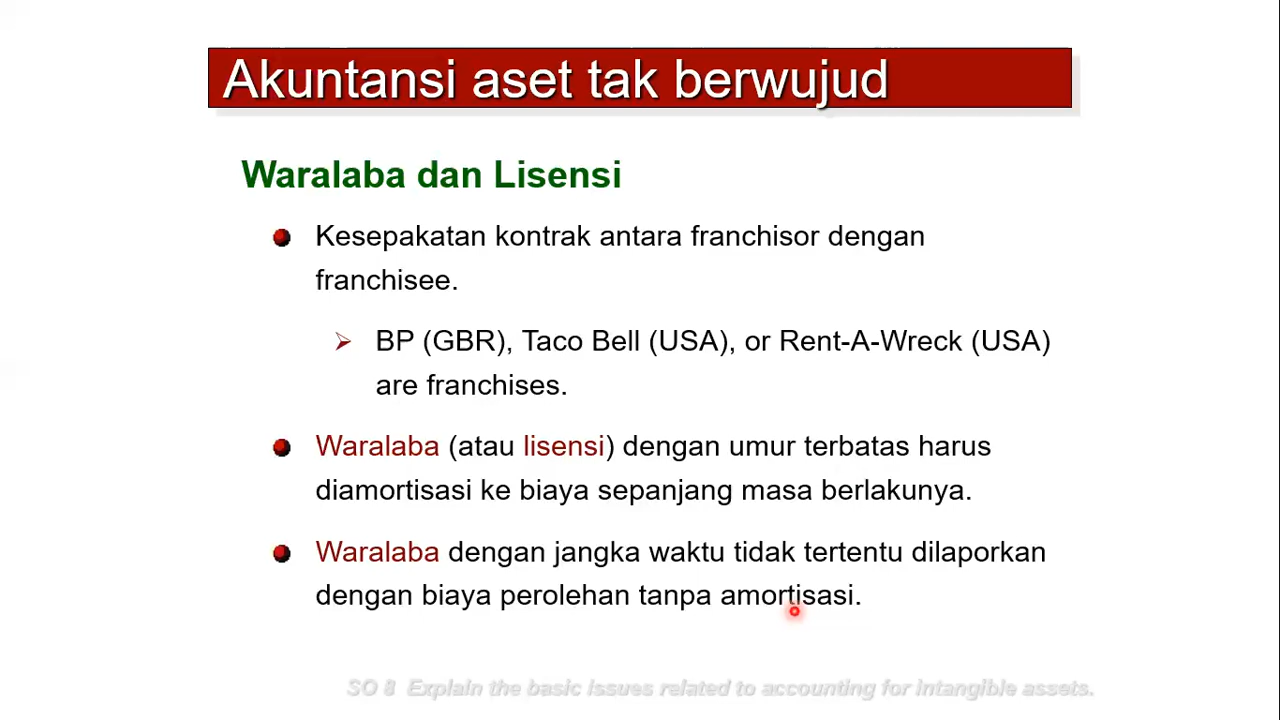 Akuntansi aset tak berwujud
Waralaba dan Lisensi
Kesepakatan kontrak antara franchisor dengan
franchisee.
BP (GBR), Taco Bell (USA), or Rent-A-Wreck (USA)
are franchises.
Waralaba (atau lisensi) dengan umur terbatas harus
diamortisasi ke biaya sepanjang masa berlakunya.
Waralaba dengan jangka waktu tidak tertentu dilaporkan
dengan biaya perolehan tanpa amortisasi.
SO 8 Explain the basic issues related to accounting for intangible assets.